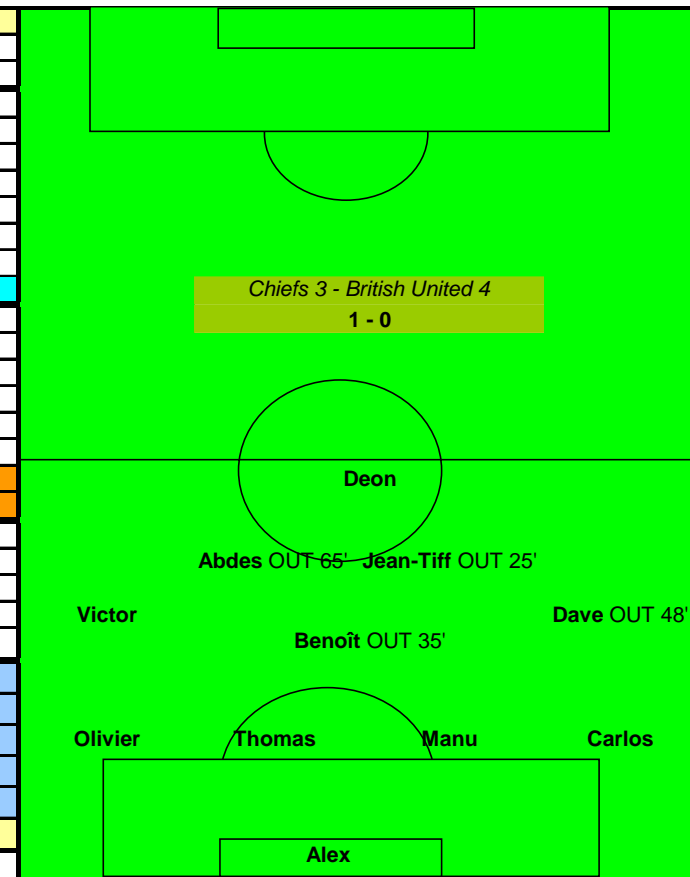 Chiefs 3 - British United 4
1 - 0
Deon
Abdes OUT 65' Jean-Tiff OUT 25'
Victor Dave OUT 48'
Benoît OUT 35'
Olivier Thomas Manu Carlos
Alex